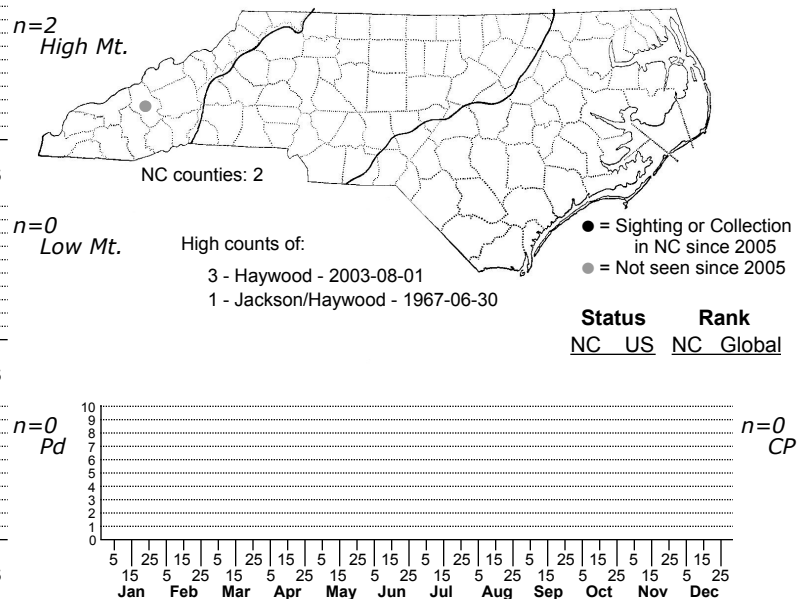 n=2
High Mt.
NC counties: 2
n=0
Low Mt.
High counts of:
3 - Haywood - 2003-08-01
1 - Jackson/Haywood - 1967-06-30
= Sighting or Collection
in NC since 2005
= Not seen since 2005
Status Rank
NC US NC Global
n=0
Pd
10
9
8
7
6
5
4
3
2
1
0
n=0
CP
5 25 15 5 25 15 5 25 15 5 25 15 5 25 15 5 25 15
15 5 25 15 5 25 15 5 25 15 5 25 15 5 25 15 5 25
Jan Feb Mar Apr May Jun Jul Aug Sep Oct Nov Dec